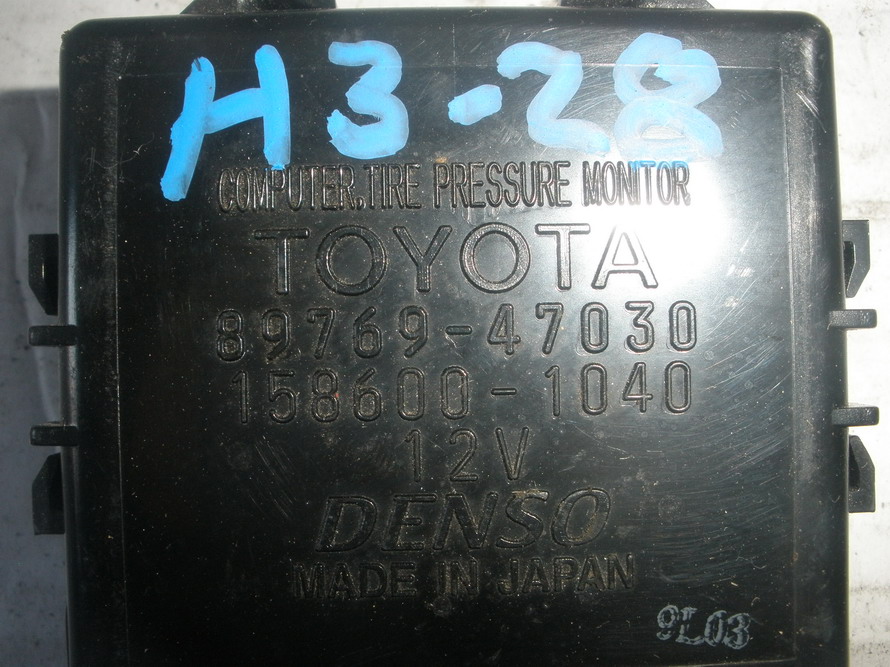 H3-28
COMPUTER,TIRE PRESSURE MONITOR
TOYOTA
89769-47030
158600-1040
12V
DENSO
MADE IN JAPAN
9L03